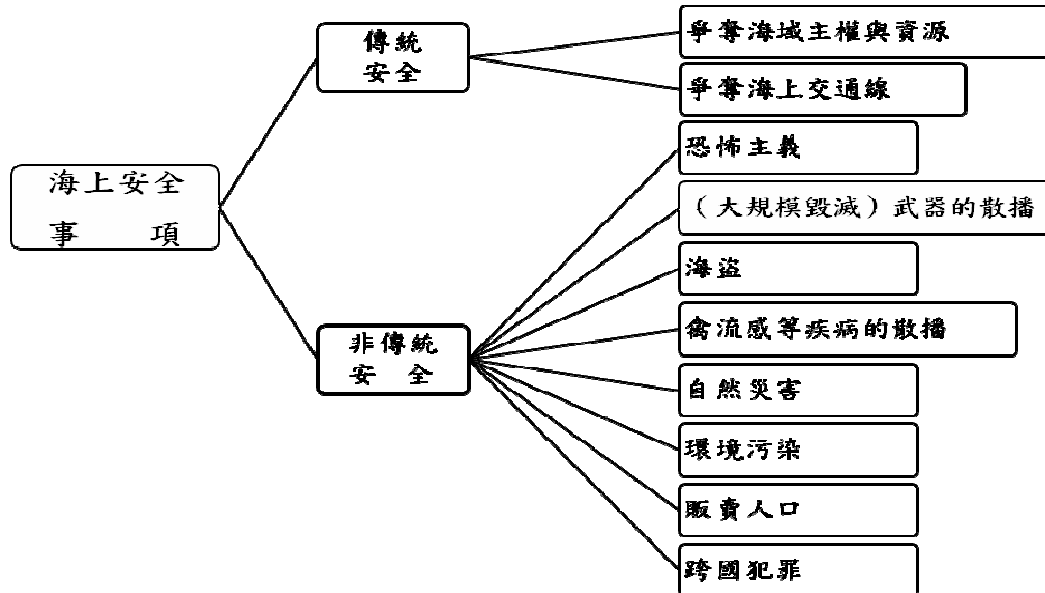 海上安全
事 項
傳統
安全
爭奪海域主權與資源
爭奪海上交通線
非傳統
安 全
恐怖主義
（大規模毀滅）武器的散播
海盜
禽流感等疾病的散播
自然災害
環境污染
販賣人口
跨國犯罪